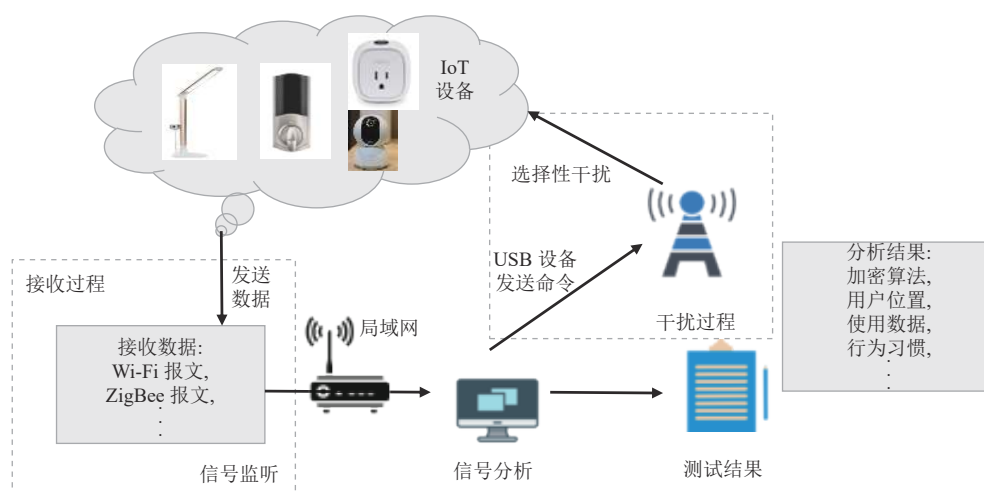 IoT
设备
选择性干扰
USB 设备
发送命令
干扰过程
接收过程
发送
数据
接收数据:
Wi-Fi 报文,
ZigBee 报文,
.
.
信号监听
局域网
信号分析
测试结果
分析结果:
加密算法,
用户位置,
使用数据,
行为习惯,
.
.